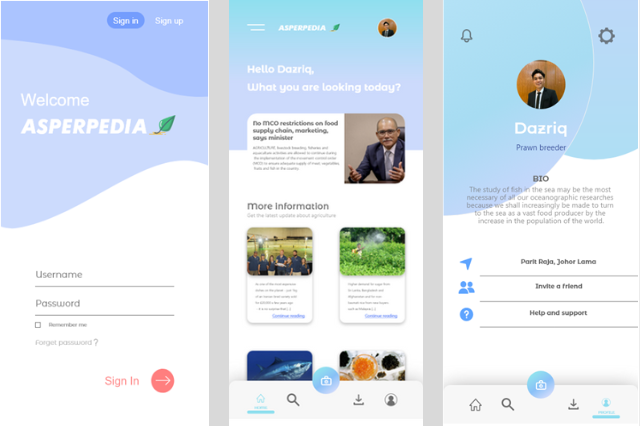 Sign in
Sign up
Welcome
ASPERPEDIA
Username
Password
Remember me
Forget password?
Sign In
ASPERPEDIA
Hello Dazriq,
What you are looking today?
No MCO restrictions on food
supply chain, marketing,
says minister
More Information
Get the latest update about agriculture
Continue reading
Continue reading
HOME
Dazriq
Prawn breeder
BIO
The study of fish in the sea may be the most
necessary of all our oceanographic researches
because we shall increasingly be made to turn
to the sea as a vast food producer by the
increase in the population of the world.
Parit Raja, Johor Lama
Invite a friend
Help and support
PROFILE